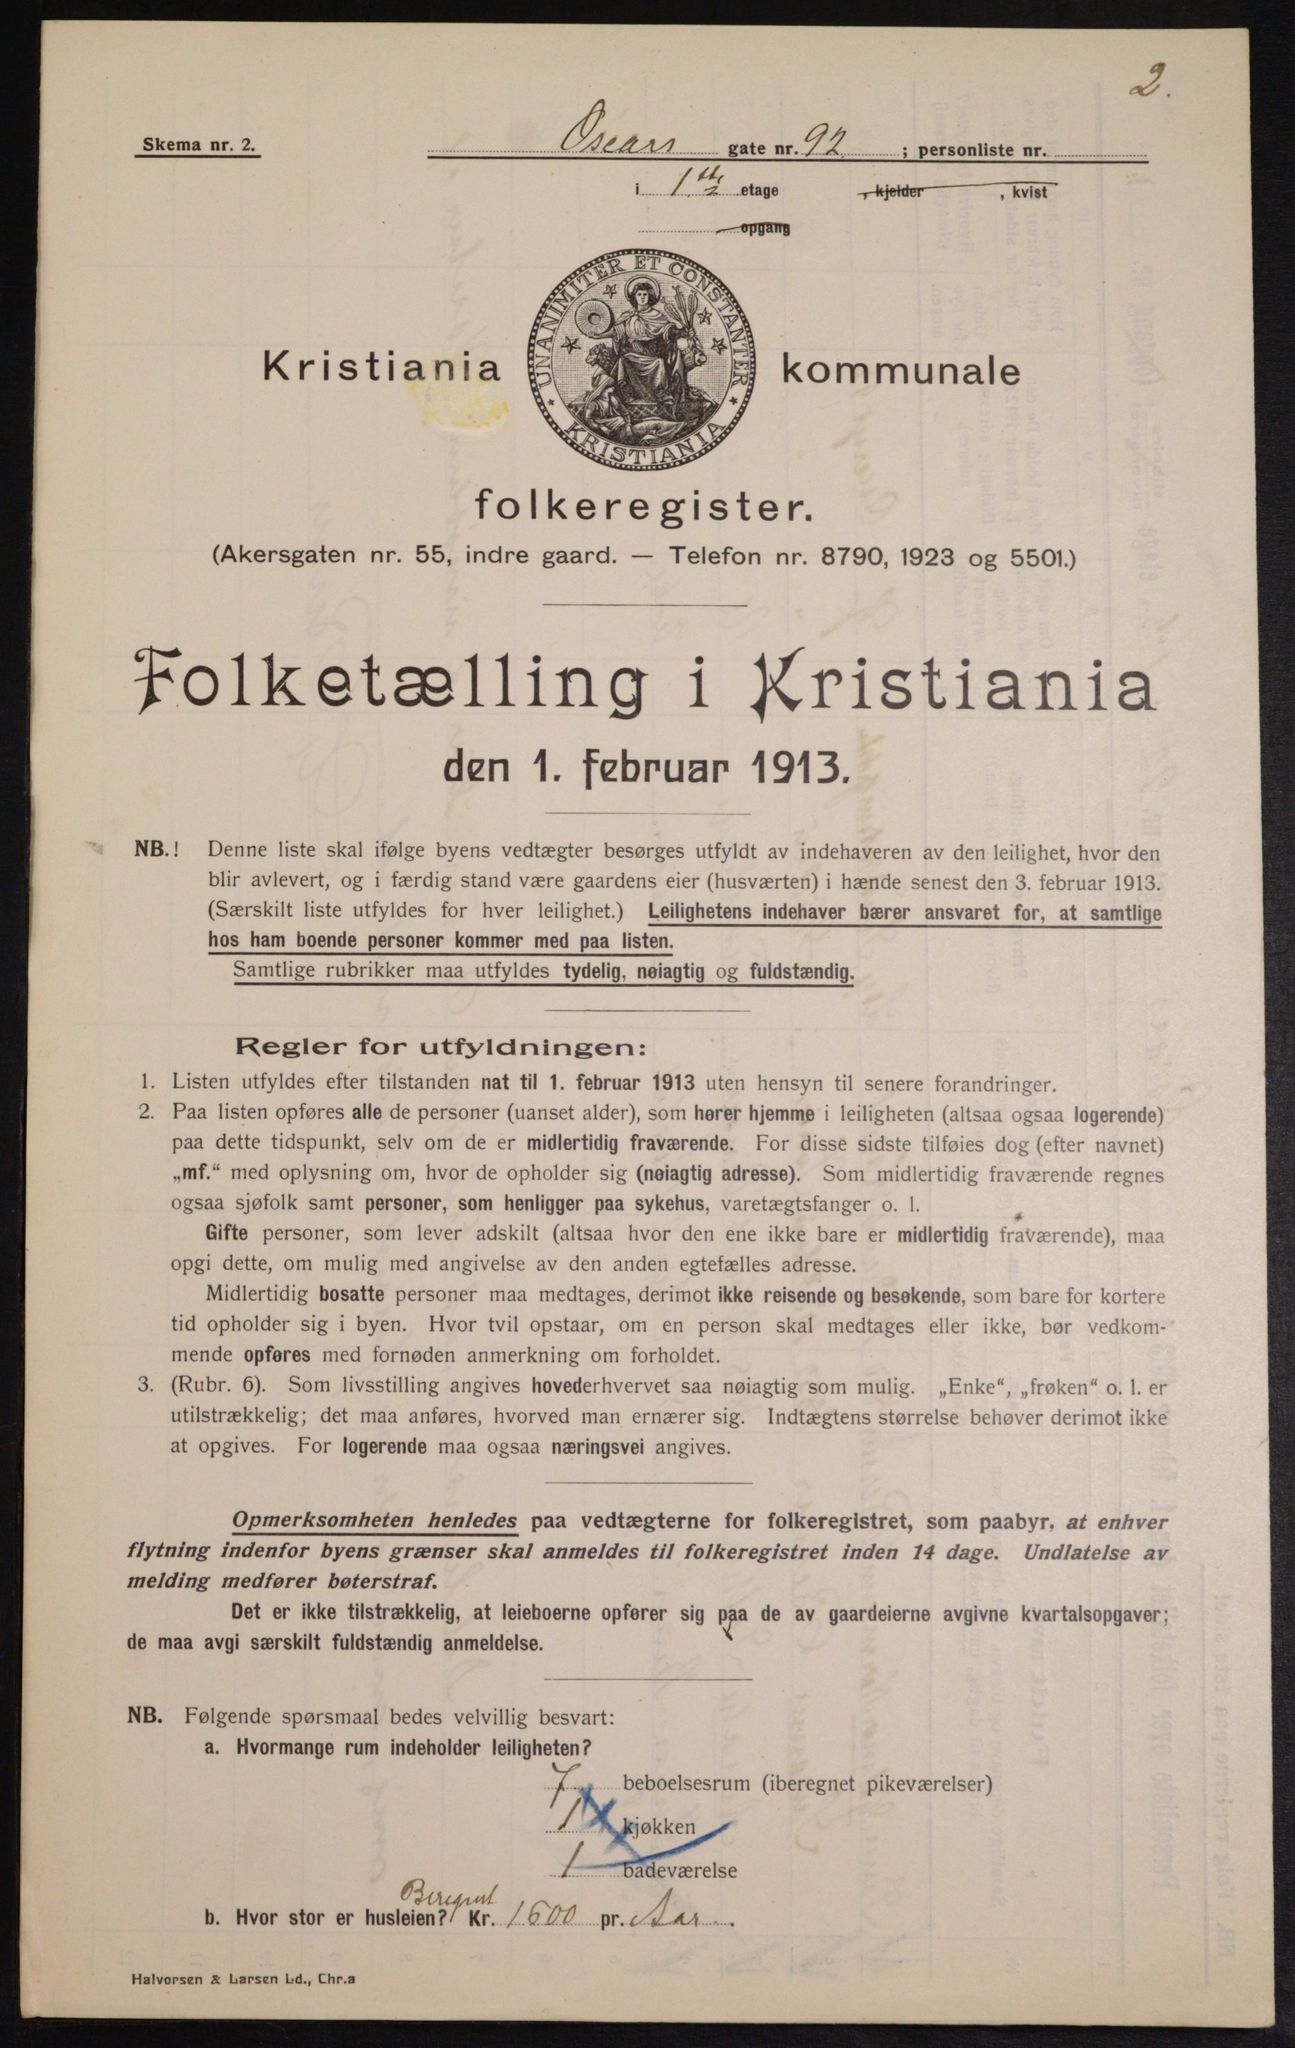 2.
Skema nr. 2.
Oscars gate nr. 92 ; personliste nr.
i 1ste etage , kjelder , kvist
opgang
UNANIMITER ET CONSTANTER
KRISTIANIA
Kristiania kommunale
folkeregister.
(Akersgaten nr. 55, indre gaard. — Telefon nr. 8790, 1923 og 5501.)
Folketælling i Kristiania
den 1. februar 1913.
NB.! Denne liste skal ifølge byens vedtægter besørges utfyldt av indehaveren av den leilighet, hvor den
blir avlevert, og i færdig stand være gaardens eier (husværten) i hænde senest den 3. februar 1913.
(Særskilt liste utfyldes for hver leilighet.) Leilighetens indehaver bærer ansvaret for, at samtlige
hos ham boende personer kommer med paa listen.
Samtlige rubrikker maa utfyldes tydelig, nøiagtig og fuldstændig.
Regler for utfyldningen:
1. Listen utfyldes efter tilstanden nat til 1. februar 1913 uten hensyn til senere forandringer.
2. Paa listen opføres alle de personer (uanset alder), som hører hjemme i leiligheten (altsaa ogsaa logerende)
paa dette tidspunkt, selv om de er midlertidig fraværende. For disse sidste tilføies dog (efter navnet)
„mf.“ med oplysning om, hvor de opholder sig (nøiagtig adresse). Som midlertidig fraværende regnes
ogsaa sjøfolk samt personer, som henligger paa sykehus, varetægtsfanger o. l.
Gifte personer, som lever adskilt (altsaa hvor den ene ikke bare er midlertidig fraværende), maa
opgi dette, om mulig med angivelse av den anden egtefælles adresse.
Midlertidig bosatte personer maa medtages, derimot ikke reisende og besøkende, som bare for kortere
tid opholder sig i byen. Hvor tvil opstaar, om en person skal medtages eller ikke, bør vedkom-
mende opføres med fornøden anmerkning om forholdet.
3. (Rubr. 6). Som livsstilling angives hovederhvervet saa nøiagtig som mulig. „Enke“, „frøken“ o. l. er
utilstrækkelig; det maa anføres, hvorved man ernærer sig. Indtægtens størrelse behøver derimot ikke
at opgives. For logerende maa ogsaa næringsvei angives.
Opmerksomheten henledes paa vedtægterne for folkeregistret, som paabyr, at enhver
flytning indenfor byens grænser skal anmeldes til folkeregistret inden 14 dage. Undlatelse av
melding medfører bøterstraf.
Det er ikke tilstrækkelig, at leieboerne opfører sig paa de av gaardeierne avgivne kvartalsopgaver;
de maa avgi særskilt fuldstændig anmeldelse.
NB. Følgende spørsmaal bedes velvillig besvart:
a. Hvormange rum indeholder leiligheten?
7 beboelsesrum (iberegnet pikeværelser)
1 kjøkken
1 badeværelse
Beregnet
b. Hvor stor er husleien? Kr. 1600 pr. Aar.
Halvorsen & Larsen Ld., Chr.a